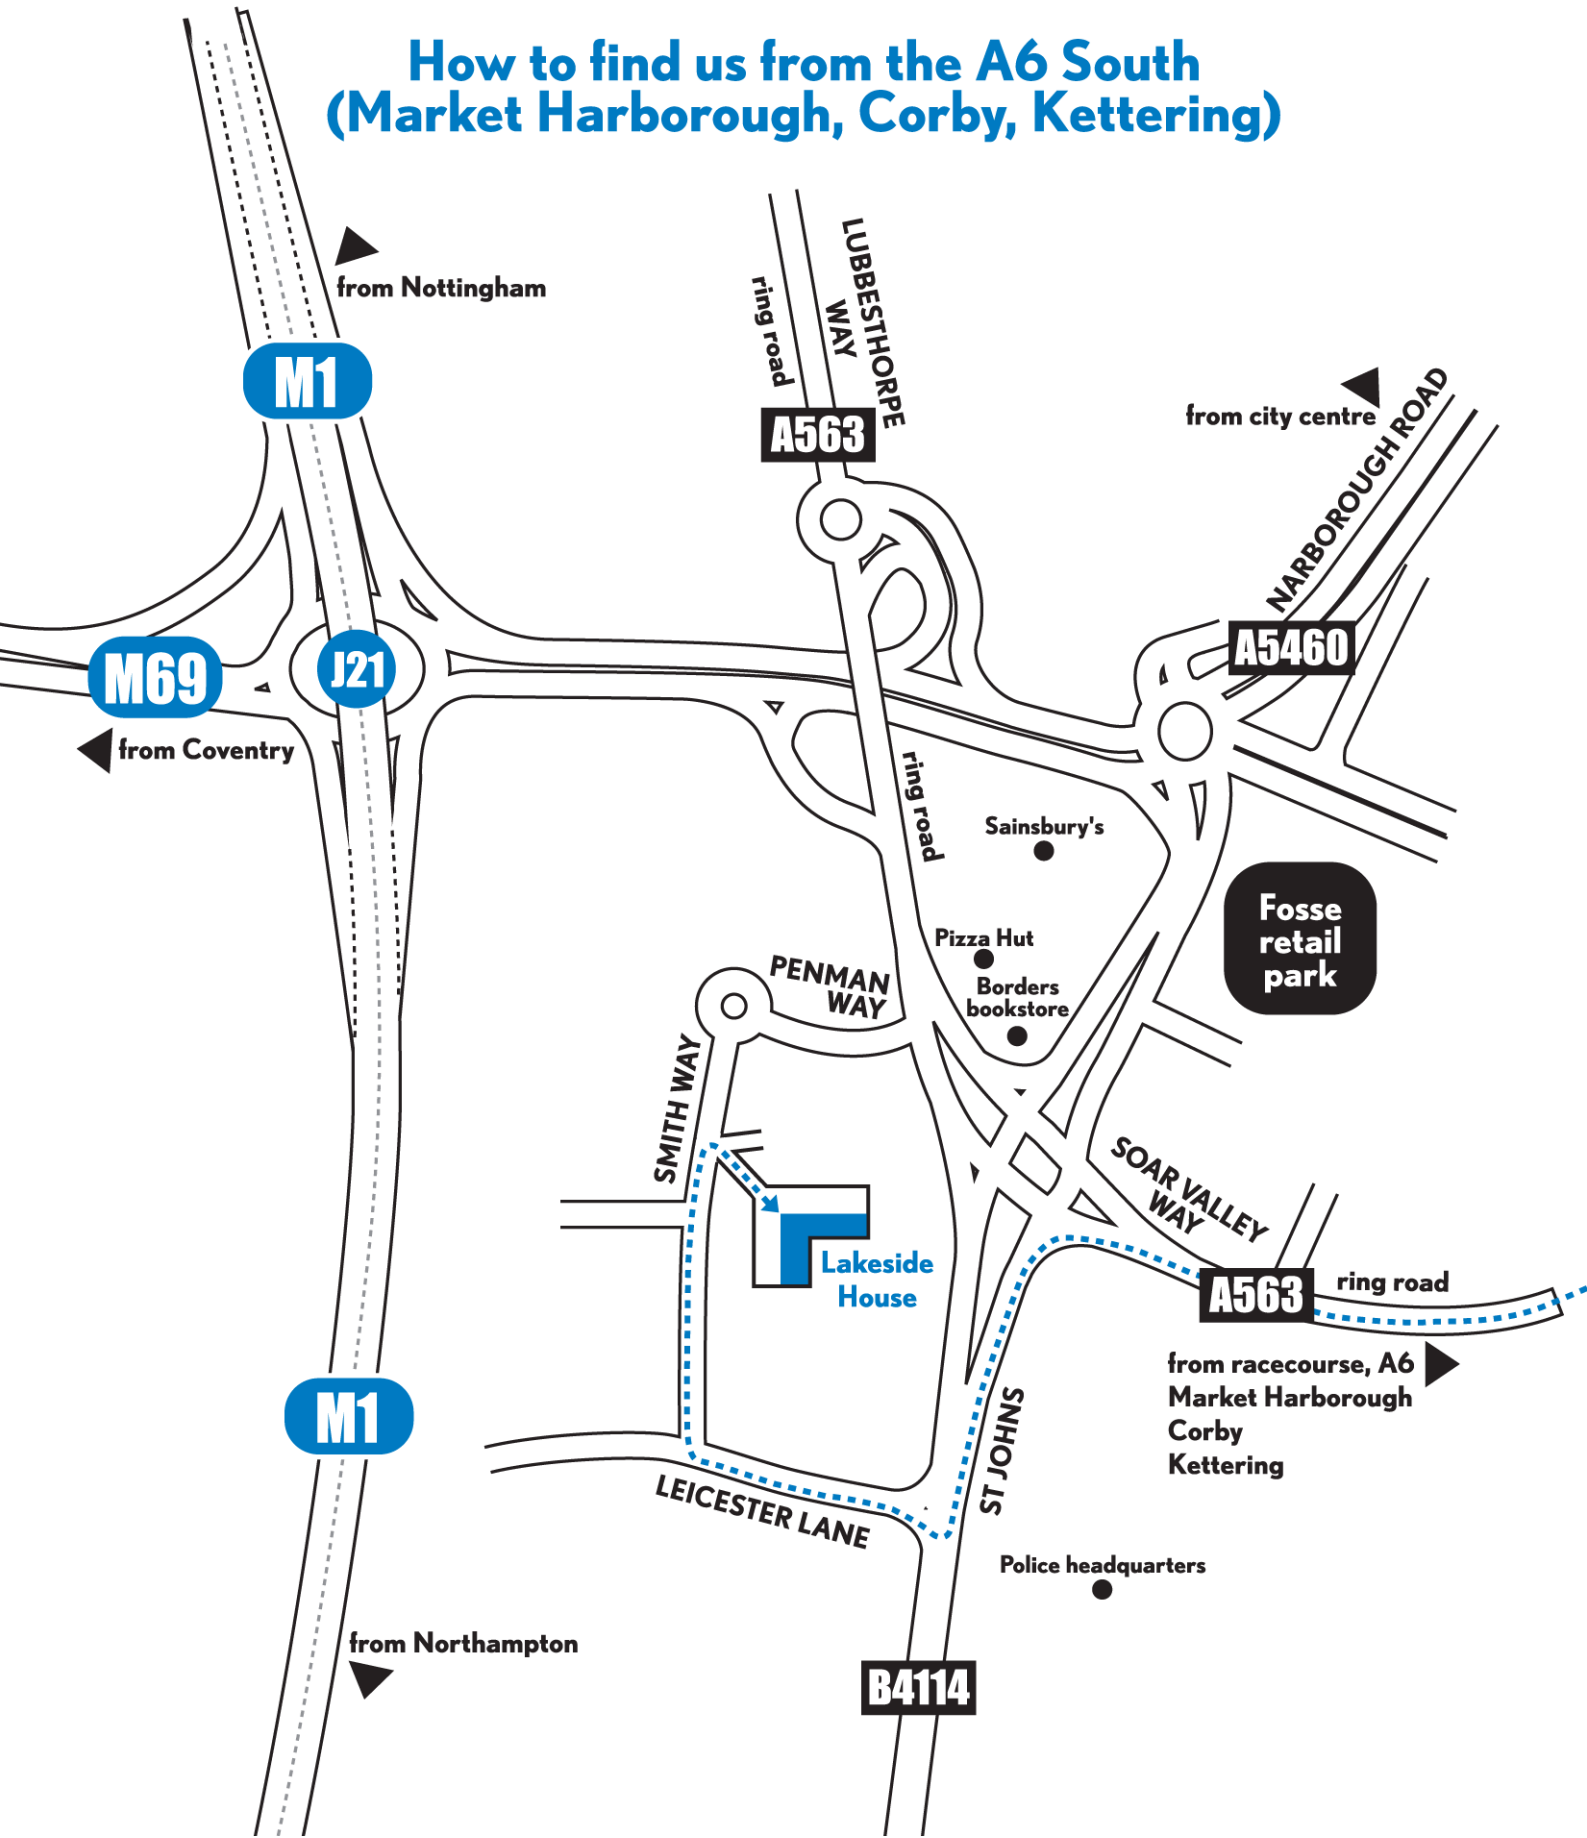 How to find us from the A6 South
(Market Harborough, Corby, Kettering)
from Nottingham
M1
ring road
LUBBESTHORPE
WAY
A563
from city centre
NARBOROUGH ROAD
A5460
M69
J21
from Coventry
ring road
Sainsbury's
Fosse
retail
park
Pizza Hut
Borders
bookstore
PENMAN
WAY
SMITH WAY
SOAR VALLEY
WAY
Lakeside
House
A563
ring road
from racecourse, A6
Market Harborough
Corby
Kettering
M1
ST JOHNS
LEICESTER LANE
Police headquarters
from Northampton
B4114